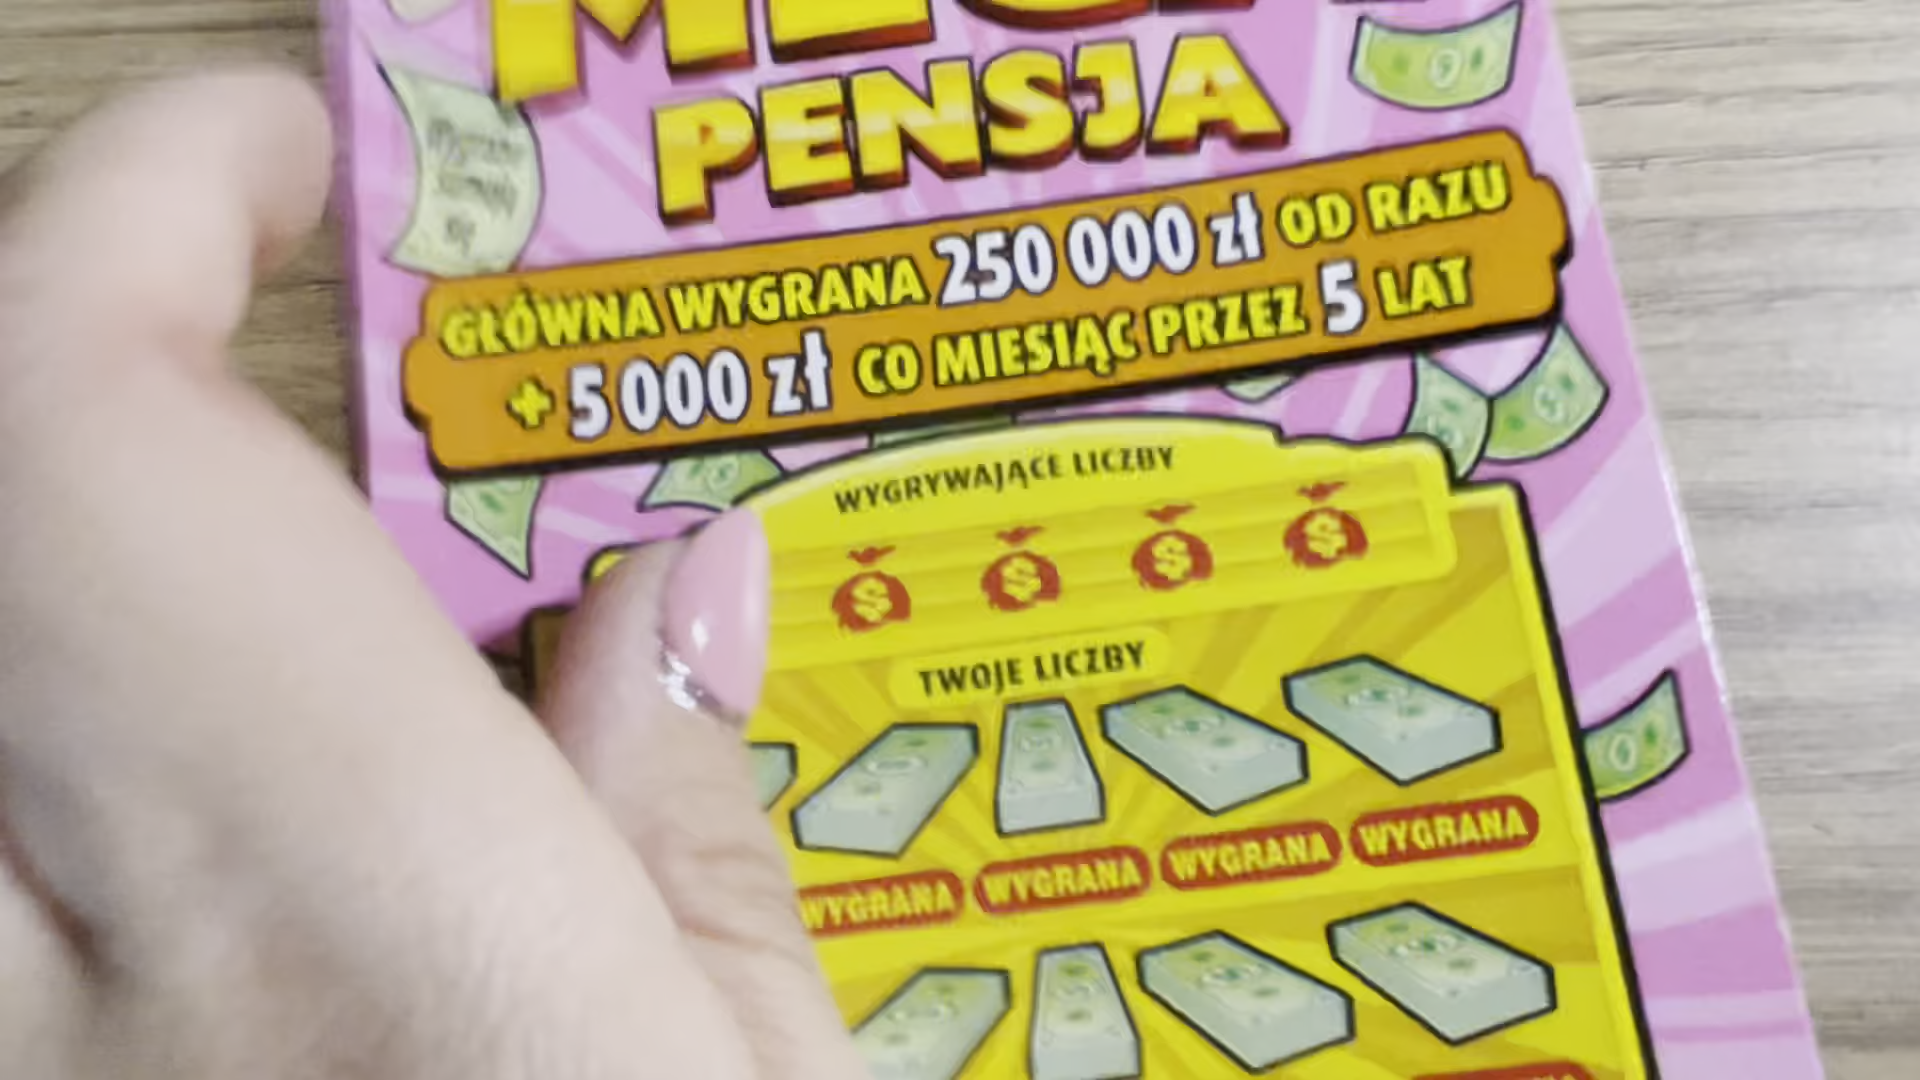 MEGA
PENSJA
GŁÓWNA WYGRANA 250 000 zł OD RAZU
+ 5 000 zł CO MIESIĄC PRZEZ 5 LAT
WYGRYWAJĄCE LICZBY
TWOJE LICZBY
WYGRANA WYGRANA WYGRANA WYGRANA